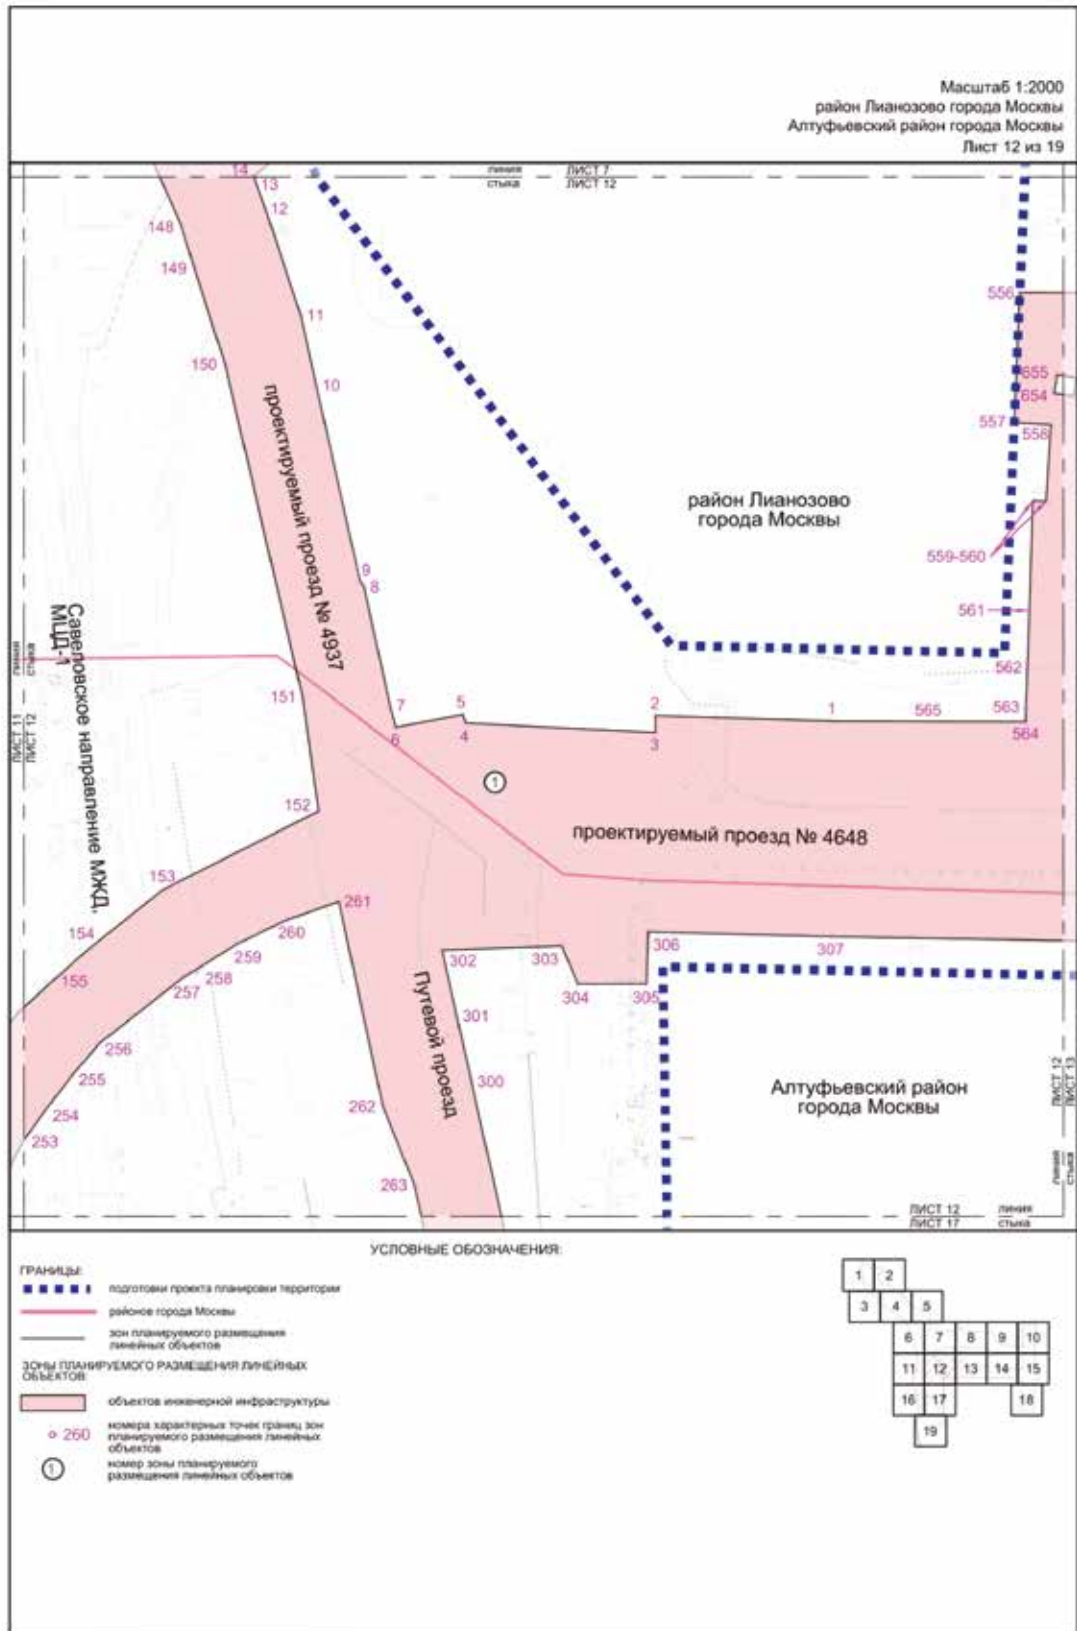 Масштаб 1:2000
район Лианозово города Москвы
Алтуфьевский район города Москвы
Лист 12 из 19
линия ЛИСТ 7
стыка ЛИСТ 12
14
13
12
148
149
11
150
10
проектируемый проезд № 4937
556
655
654
557
558
район Лианозово
города Москвы
559-560
9
8
561
линия
стыка
562
Савеловское направление МЖД,
МЦД-1
151
7
5
2
1
565
563
6
4
3
564
ЛИСТ 11
ЛИСТ 12
1
152
проектируемый проезд № 4648
153
261
154
260
306
307
259
302
303
155
258
257
304
305
Путевой проезд
301
256
255
300
254
262
253
Алтуфьевский район
города Москвы
ЛИСТ 12
ЛИСТ 13
линия
стыка
263
ЛИСТ 12 линия
ЛИСТ 17 стыка
УСЛОВНЫЕ ОБОЗНАЧЕНИЯ:
ГРАНИЦЫ:
подготовки проекта планировки территории
районов города Москвы
зон планируемого размещения
линейных объектов
ЗОНЫ ПЛАНИРУЕМОГО РАЗМЕЩЕНИЯ ЛИНЕЙНЫХ
ОБЪЕКТОВ:
объектов инженерной инфраструктуры
260
номера характерных точек границ зон
планируемого размещения линейных
объектов
1
номер зоны планируемого
размещения линейных объектов
1 2
3 4 5
6 7 8 9 10
11 12 13 14 15
16 17 18
19